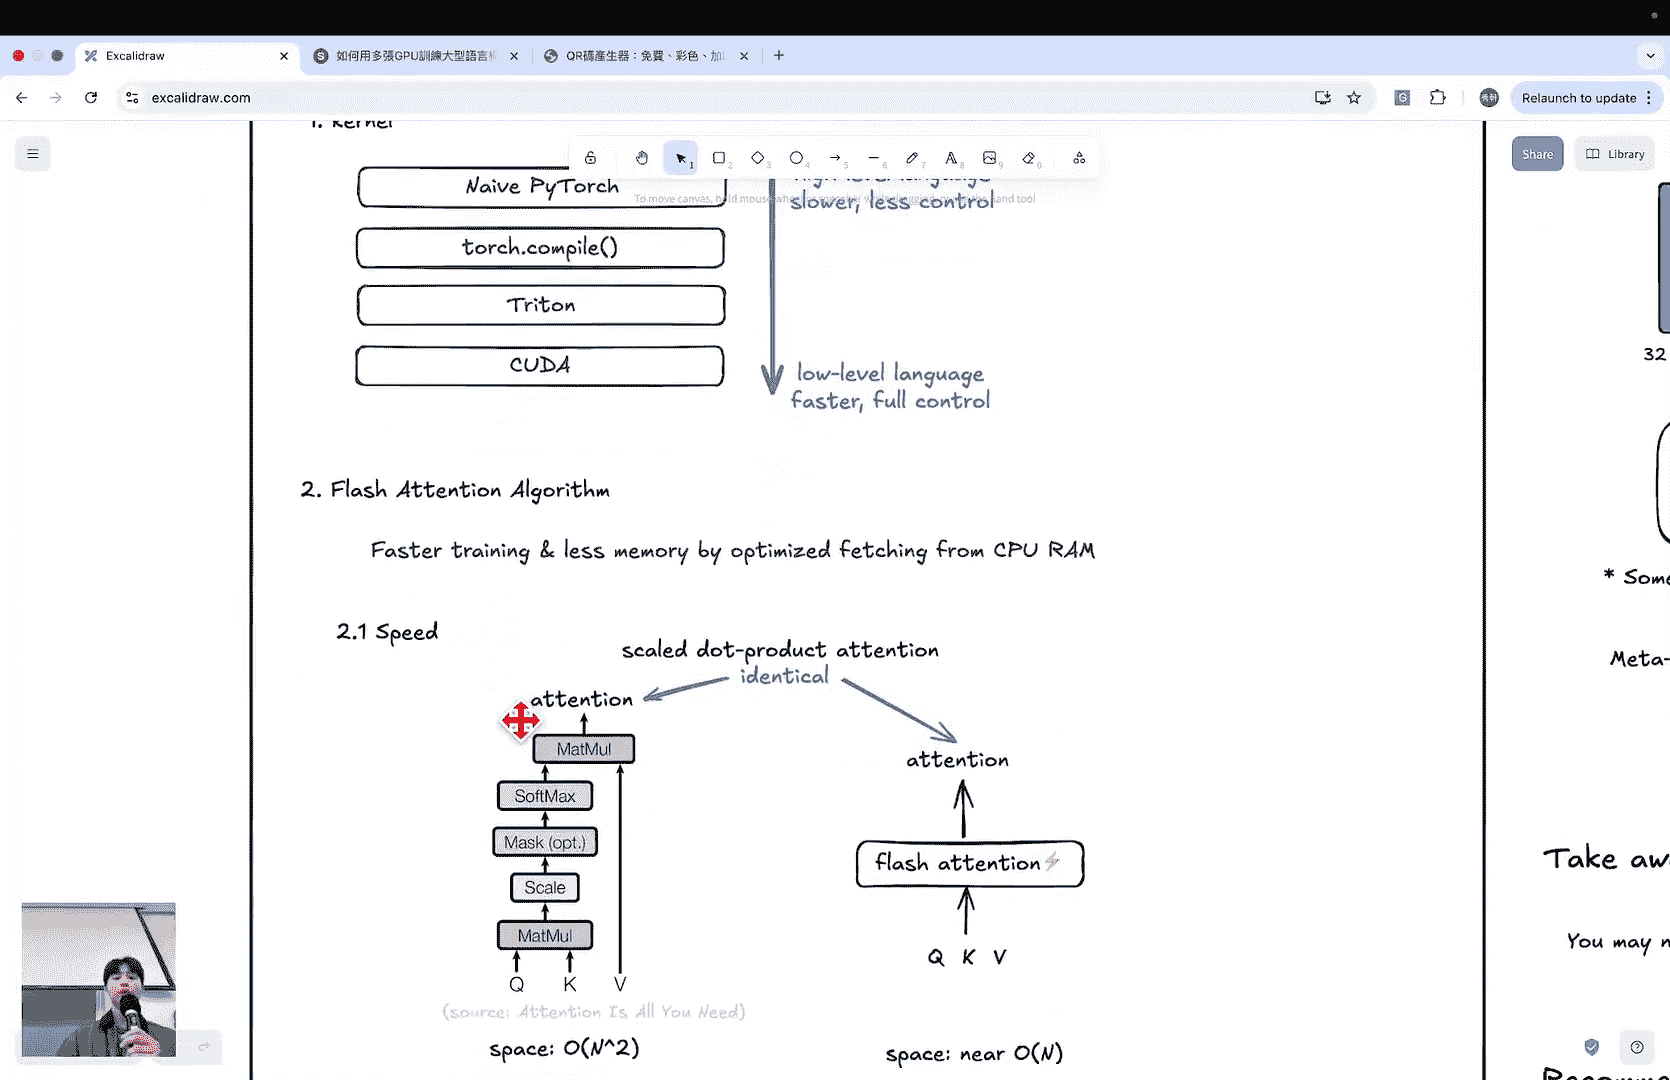 Excalidraw
如何用多張GPU訓練大型語言
QR碼產生器：免費、彩色、加
excalidraw.com
Relaunch to update
1. Kernel
Share
Library
Naive PyTorch
slower, less control
torch.compile()
Triton
CUDA
low-level language
faster, full control
32
2. Flash Attention Algorithm
Faster training & less memory by optimized fetching from CPU RAM
* Some
Meta-
2.1 Speed
scaled dot-product attention
identical
attention
MatMul
SoftMax
Mask (opt.)
Scale
MatMul
Q K V
(source: Attention Is All You Need)
space: O(N^2)
attention
flash attention
Q K V
space: near O(N)
Take aw
You may